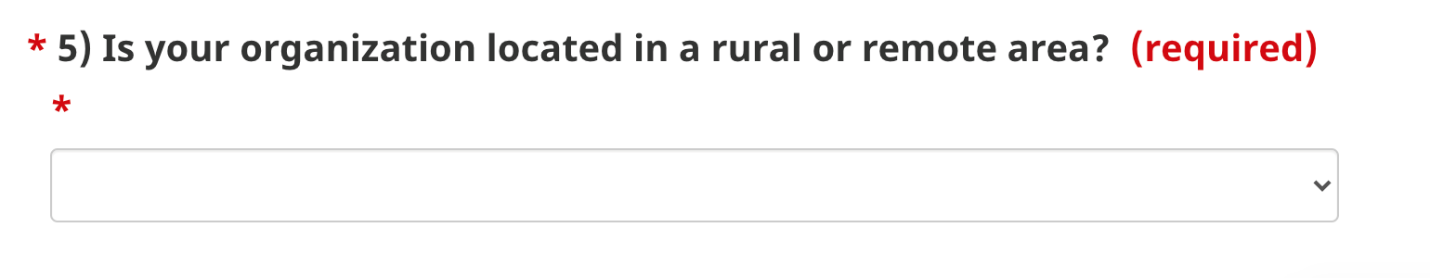 * 5) Is your organization located in a rural or remote area? (required)
*